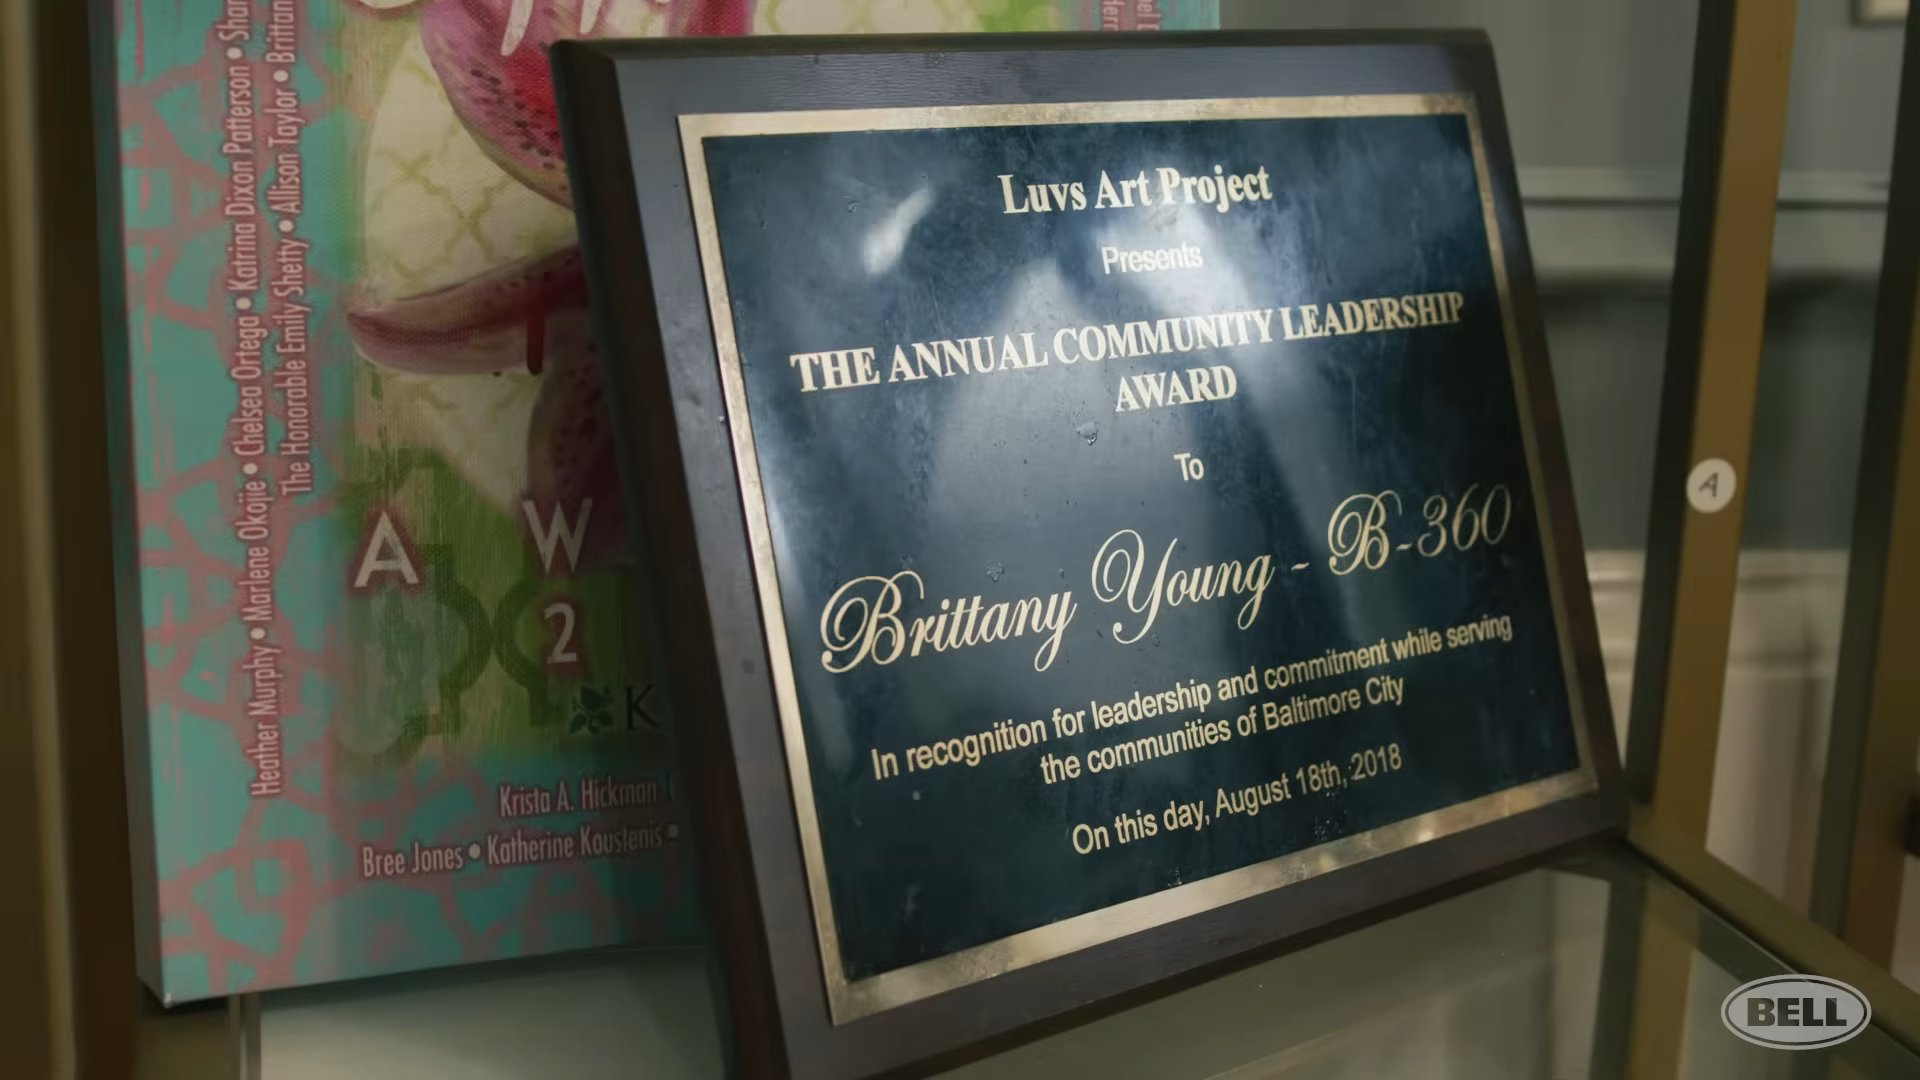 Luvs Art Project
Presents
THE ANNUAL COMMUNITY LEADERSHIP
AWARD
To
Brittany Young - B-360
In recognition for leadership and commitment while serving
the communities of Baltimore City
On this day, August 18th, 2018
Heather Murphy • Marlene Okojie • Chelsea Ortega • Katrina Dixon Patterson •
The Honorable Emily Shetty • Allison Taylor •
A W
2
K
Krista A. Hickman
Bree Jones • Katherine Koustenis •
A
BELL